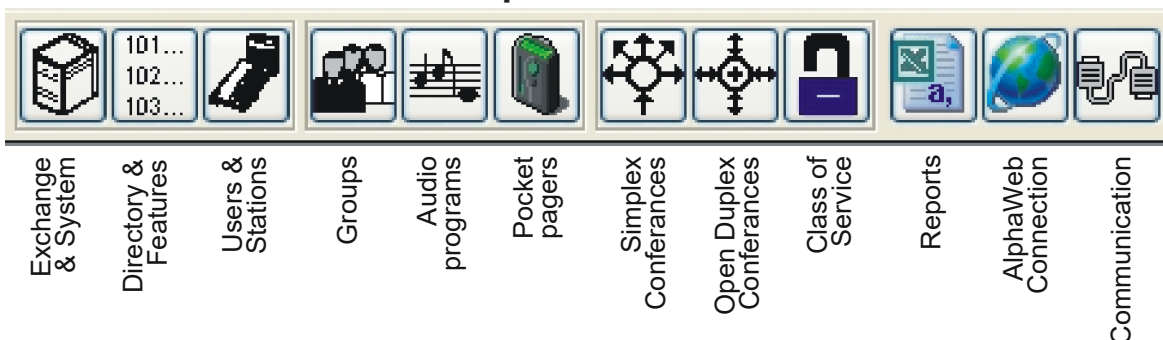 101...
102...
103...
a,
Exchange
& System
Directory &
Features
Users &
Stations
Groups
Audio
programs
Pocket
pagers
Simplex
Conferances
Open Duplex
Conferances
Class of
Service
Reports
AlphaWeb
Connection
Communication